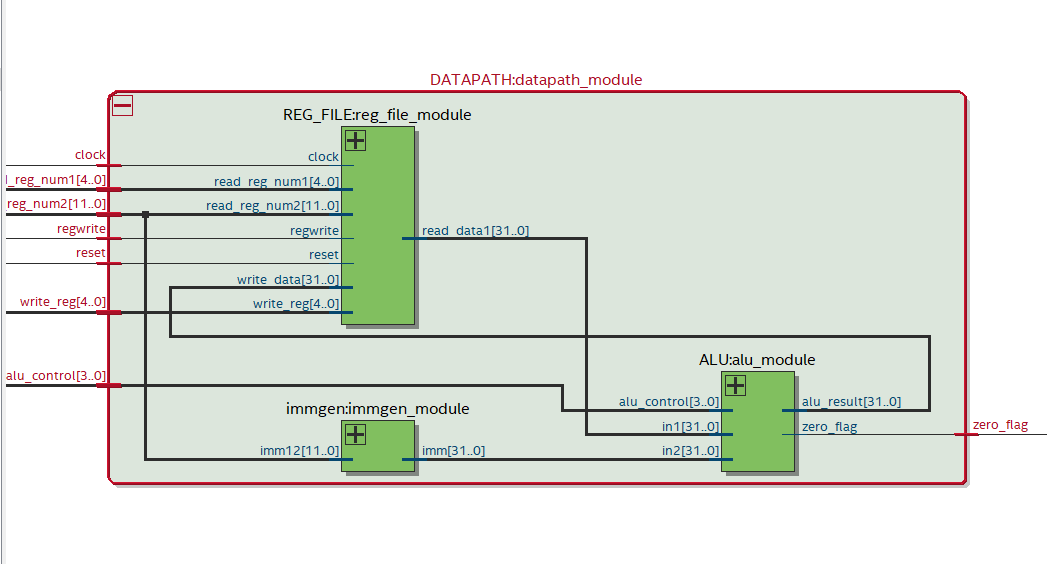 DATAPATH:datapath_module
REG_FILE:reg_file_module
clock
clock
d_reg_num1[4..0]
read_reg_num1[4..0]
reg_num2[11..0]
read_reg_num2[11..0]
regwrite
regwrite
read_data1[31..0]
reset
reset
write_data[31..0]
write_reg[4..0]
write_reg[4..0]
ALU:alu_module
alu_control[3..0]
immgen:immgen_module
alu_control[3..0]
alu_result[31..0]
in1[31..0]
zero_flag
zero_flag
imm12[11..0]
imm[31..0]
in2[31..0]